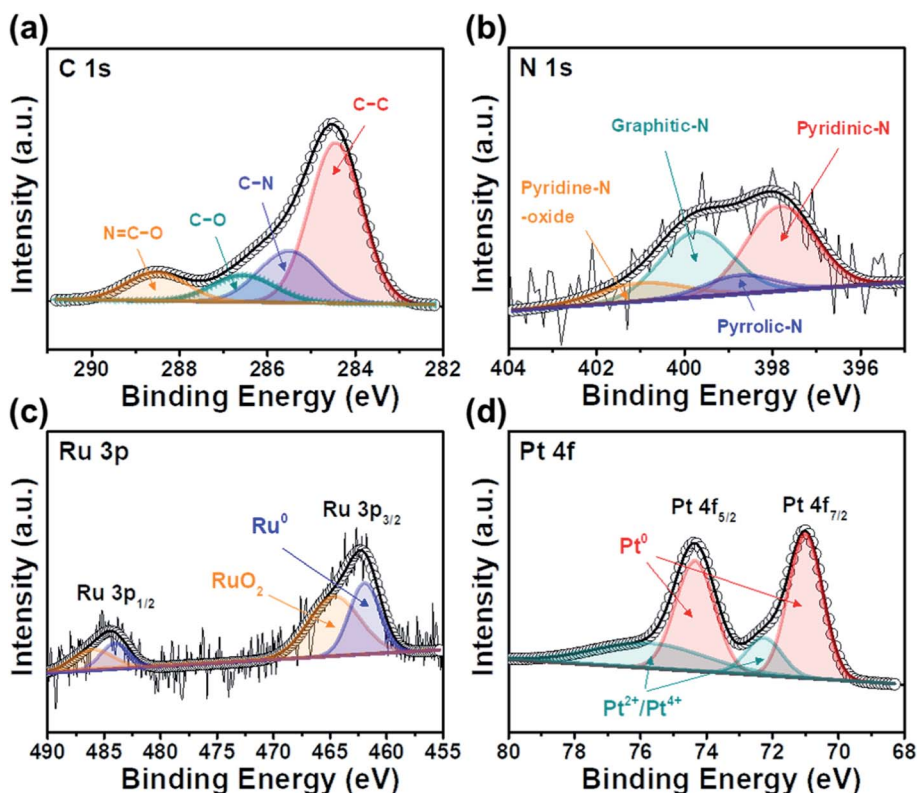 (a)
C 1s
C−C
C−N
C−O
N=C−O
Intensity (a.u.)
290 288 286 284 282
Binding Energy (eV)
(b)
N 1s
Graphitic-N
Pyridinic-N
Pyridine-N
-oxide
Pyrrolic-N
Intensity (a.u.)
404 402 400 398 396
Binding Energy (eV)
(c)
Ru 3p
Ru 3p3/2
Ru⁰
RuO₂
Ru 3p1/2
Intensity (a.u.)
490 485 480 475 470 465 460 455
Binding Energy (eV)
(d)
Pt 4f
Pt 4f5/2
Pt 4f7/2
Pt⁰
Pt²⁺/Pt⁴⁺
Intensity (a.u.)
80 78 76 74 72 70 68
Binding Energy (eV)